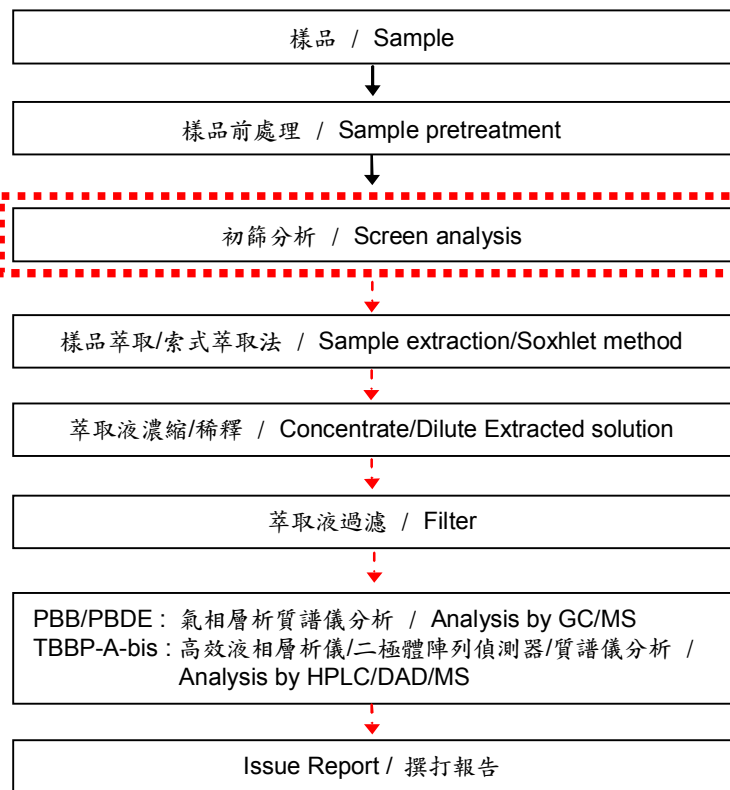 樣品 / Sample
樣品前處理 / Sample pretreatment
初篩分析 / Screen analysis
樣品萃取/索式萃取法 / Sample extraction/Soxhlet method
萃取液濃縮/稀釋 / Concentrate/Dilute Extracted solution
萃取液過濾 / Filter
PBB/PBDE : 氣相層析質譜儀分析 / Analysis by GC/MS
TBBP-A-bis : 高效液相層析儀/二極體陣列偵測器/質譜儀分析 /
Analysis by HPLC/DAD/MS
Issue Report / 撰打報告